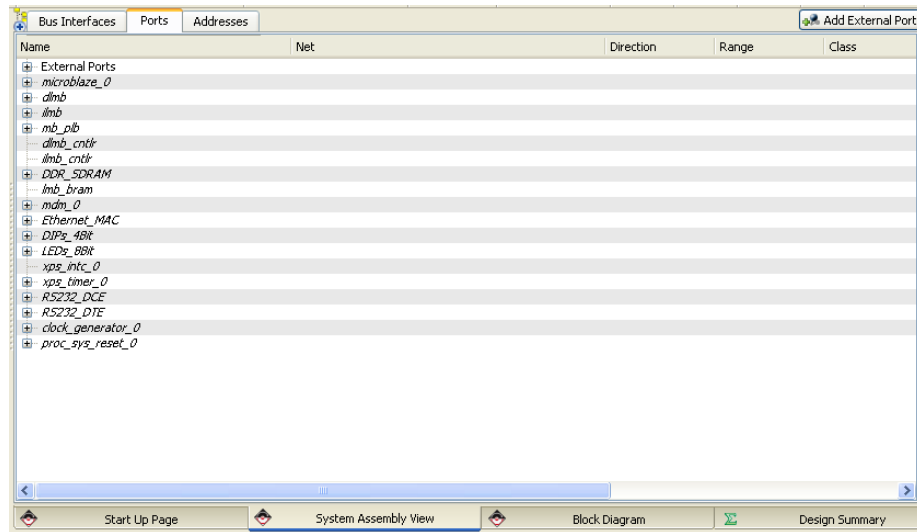 Bus Interfaces Ports Addresses Add External Port
Name Net Direction Range Class
External Ports
microblaze_0
dlmb
ilmb
mb_plb
dlmb_cntlr
ilmb_cntlr
DDR_SDRAM
lmb_bram
mdm_0
Ethernet_MAC
DIPs_4Bit
LEDs_8Bit
xps_intc_0
xps_timer_0
RS232_DCE
RS232_DTE
clock_generator_0
proc_sys_reset_0
Start Up Page System Assembly View Block Diagram Design Summary